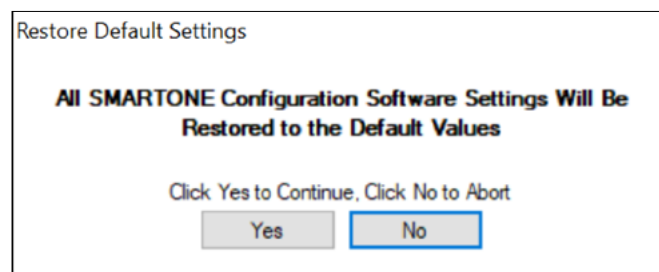 Restore Default Settings
All SMARTONE Configuration Software Settings Will Be
Restored to the Default Values
Click Yes to Continue, Click No to Abort
Yes No